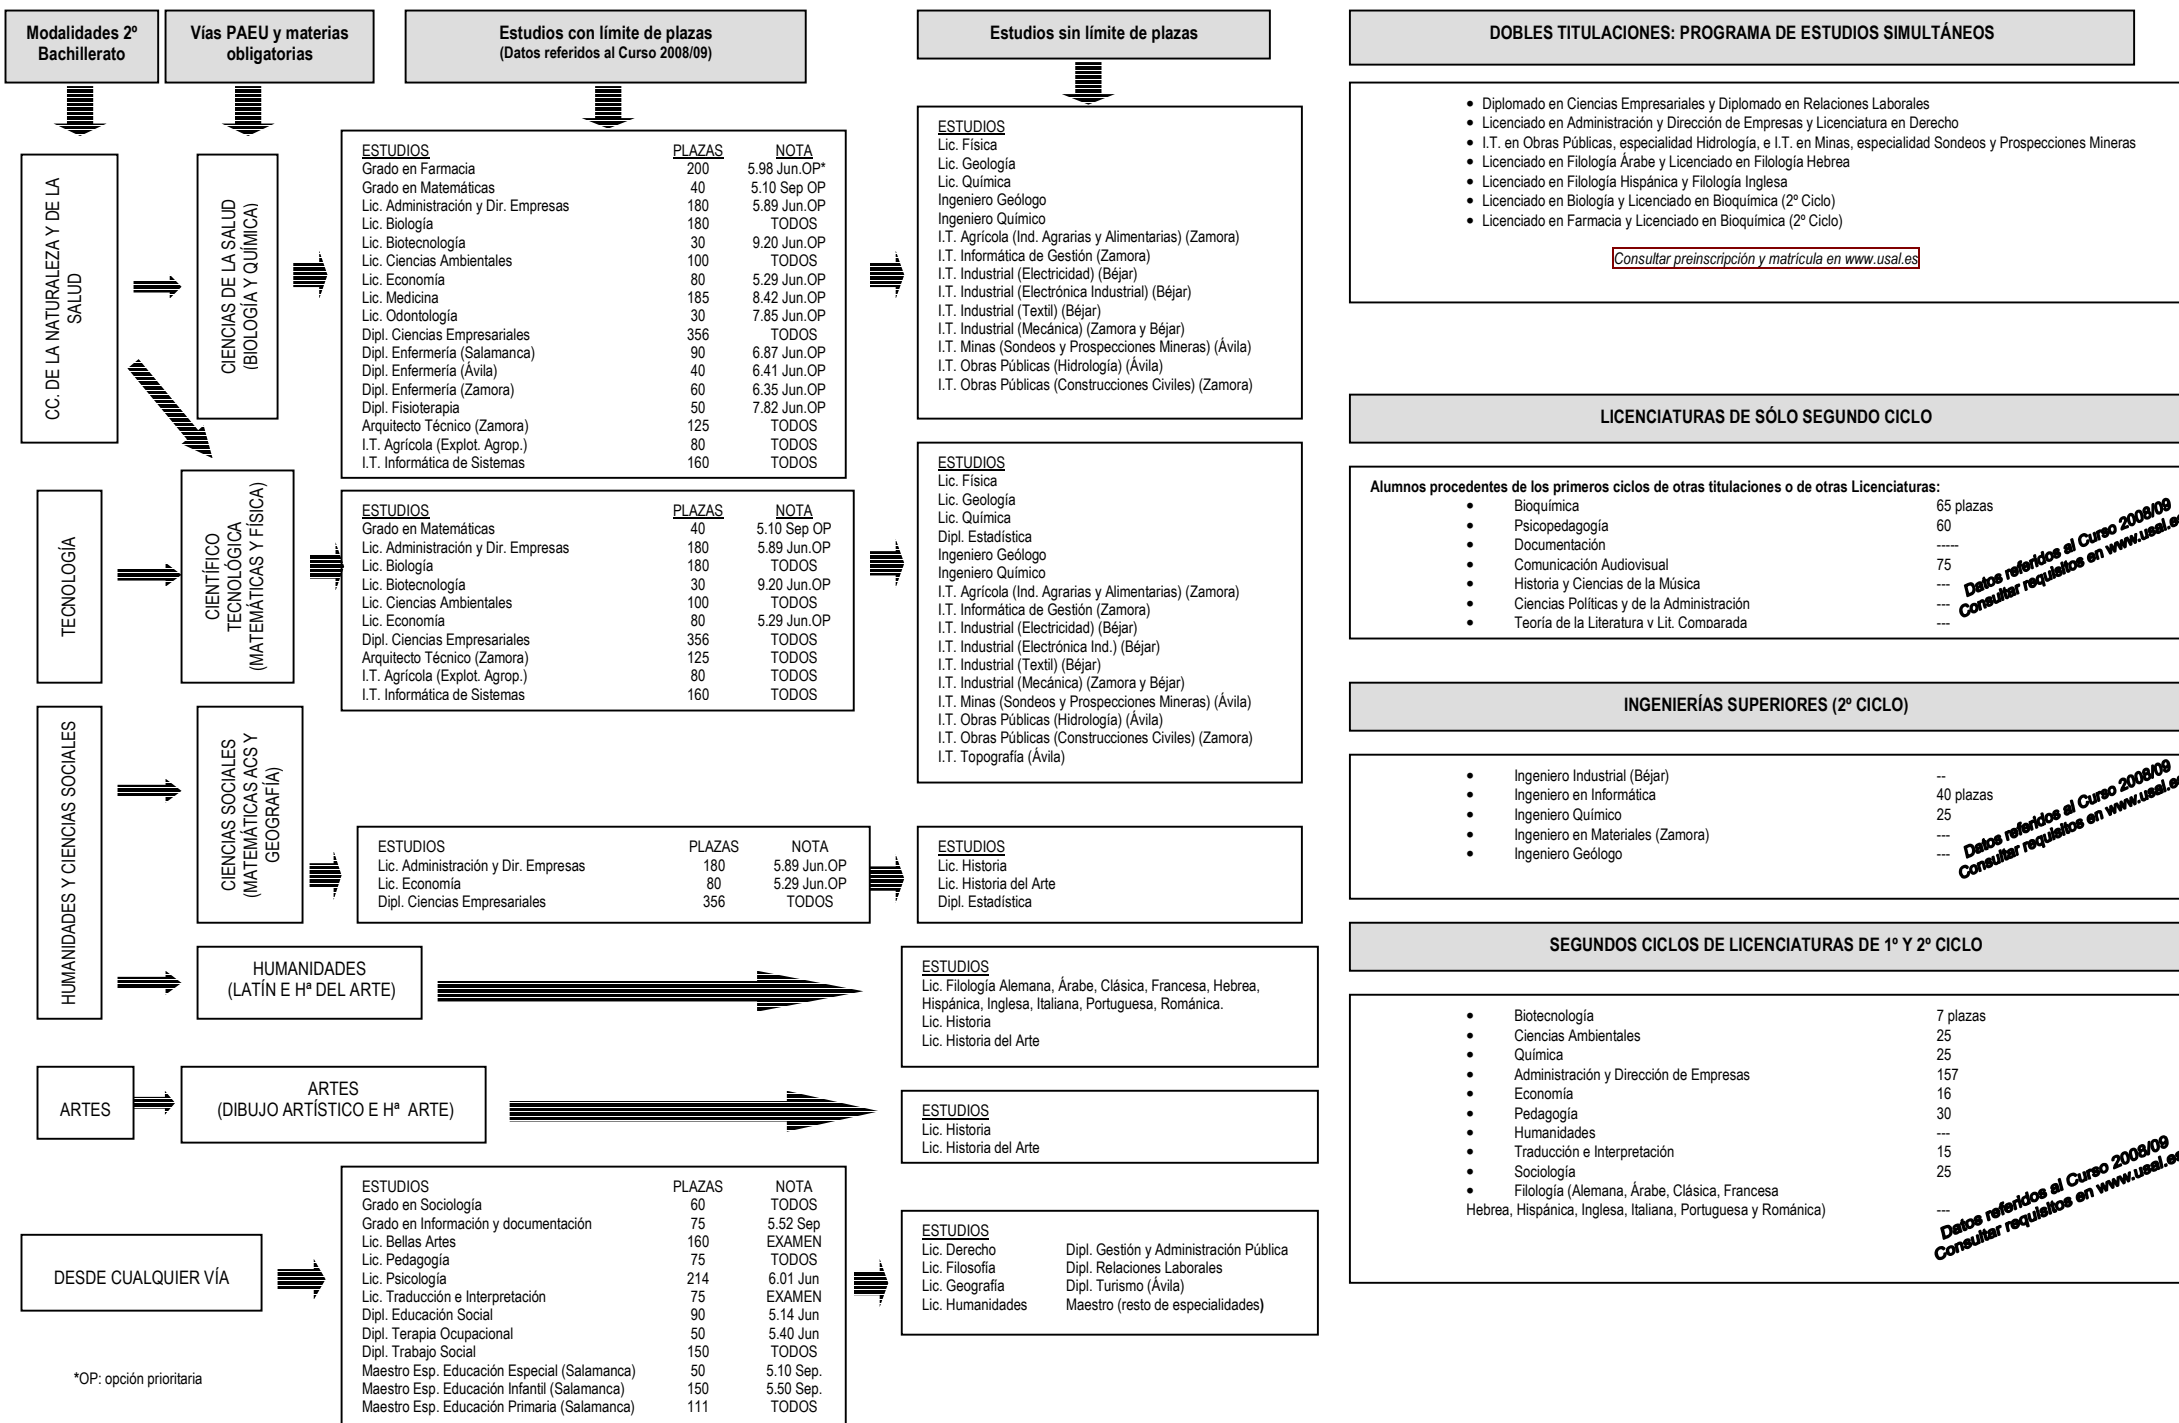 Modalidades 2º
Bachillerato
Vías PAEU y materias
obligatorias
Estudios con límite de plazas
(Datos referidos al Curso 2008/09)
Estudios sin límite de plazas
CC. DE LA NATURALEZA Y DE LA
SALUD
CIENCIAS DE LA SALUD
(BIOLOGÍA Y QUÍMICA)
ESTUDIOS PLAZAS NOTA
Grado en Farmacia 200 5.98 Jun.OP*
Grado en Matemáticas 40 5.10 Sep OP
Lic. Administración y Dir. Empresas 180 5.89 Jun.OP
Lic. Biología 180 TODOS
Lic. Biotecnología 30 9.20 Jun.OP
Lic. Ciencias Ambientales 100 TODOS
Lic. Economía 80 5.29 Jun.OP
Lic. Medicina 185 8.42 Jun.OP
Lic. Odontología 30 7.85 Jun.OP
Dipl. Ciencias Empresariales 356 TODOS
Dipl. Enfermería (Salamanca) 90 6.87 Jun.OP
Dipl. Enfermería (Ávila) 40 6.41 Jun.OP
Dipl. Enfermería (Zamora) 60 6.35 Jun.OP
Dipl. Fisioterapia 50 7.82 Jun.OP
Arquitecto Técnico (Zamora) 125 TODOS
I.T. Agrícola (Explot. Agrop.) 80 TODOS
I.T. Informática de Sistemas 160 TODOS
ESTUDIOS
Lic. Física
Lic. Geología
Lic. Química
Ingeniero Geólogo
Ingeniero Químico
I.T. Agrícola (Ind. Agrarias y Alimentarias) (Zamora)
I.T. Informática de Gestión (Zamora)
I.T. Industrial (Electricidad) (Béjar)
I.T. Industrial (Electrónica Industrial) (Béjar)
I.T. Industrial (Textil) (Béjar)
I.T. Industrial (Mecánica) (Zamora y Béjar)
I.T. Minas (Sondeos y Prospecciones Mineras) (Ávila)
I.T. Obras Públicas (Hidrología) (Ávila)
I.T. Obras Públicas (Construcciones Civiles) (Zamora)
TECNOLOGÍA
CIENTÍFICO
TECNOLÓGICA
(MATEMÁTICAS Y FÍSICA)
ESTUDIOS PLAZAS NOTA
Grado en Matemáticas 40 5.10 Sep OP
Lic. Administración y Dir. Empresas 180 5.89 Jun.OP
Lic. Biología 180 TODOS
Lic. Biotecnología 30 9.20 Jun.OP
Lic. Ciencias Ambientales 100 TODOS
Lic. Economía 80 5.29 Jun.OP
Dipl. Ciencias Empresariales 356 TODOS
Arquitecto Técnico (Zamora) 125 TODOS
I.T. Agrícola (Explot. Agrop.) 80 TODOS
I.T. Informática de Sistemas 160 TODOS
ESTUDIOS
Lic. Física
Lic. Geología
Lic. Química
Dipl. Estadística
Ingeniero Geólogo
Ingeniero Químico
I.T. Agrícola (Ind. Agrarias y Alimentarias) (Zamora)
I.T. Informática de Gestión (Zamora)
I.T. Industrial (Electricidad) (Béjar)
I.T. Industrial (Electrónica Ind.) (Béjar)
I.T. Industrial (Textil) (Béjar)
I.T. Industrial (Mecánica) (Zamora y Béjar)
I.T. Minas (Sondeos y Prospecciones Mineras) (Ávila)
I.T. Obras Públicas (Hidrología) (Ávila)
I.T. Obras Públicas (Construcciones Civiles) (Zamora)
I.T. Topografía (Ávila)
HUMANIDADES Y CIENCIAS SOCIALES
CIENCIAS SOCIALES
(MATEMÁTICAS ACS Y
GEOGRAFÍA)
ESTUDIOS PLAZAS NOTA
Lic. Administración y Dir. Empresas 180 5.89 Jun.OP
Lic. Economía 80 5.29 Jun.OP
Dipl. Ciencias Empresariales 356 TODOS
ESTUDIOS
Lic. Historia
Lic. Historia del Arte
Dipl. Estadística
HUMANIDADES
(LATÍN E Hª DEL ARTE)
ESTUDIOS
Lic. Filología Alemana, Árabe, Clásica, Francesa, Hebrea,
Hispánica, Inglesa, Italiana, Portuguesa, Románica.
Lic. Historia
Lic. Historia del Arte
ARTES
ARTES
(DIBUJO ARTÍSTICO E Hª ARTE)
ESTUDIOS
Lic. Historia
Lic. Historia del Arte
DESDE CUALQUIER VÍA
ESTUDIOS PLAZAS NOTA
Grado en Sociología 60 TODOS
Grado en Información y documentación 75 5.52 Sep
Lic. Bellas Artes 160 EXAMEN
Lic. Pedagogía 75 TODOS
Lic. Psicología 214 6.01 Jun
Lic. Traducción e Interpretación 75 EXAMEN
Dipl. Educación Social 90 5.14 Jun
Dipl. Terapia Ocupacional 50 5.40 Jun
Dipl. Trabajo Social 150 TODOS
Maestro Esp. Educación Especial (Salamanca) 50 5.10 Sep.
Maestro Esp. Educación Infantil (Salamanca) 150 5.50 Sep.
Maestro Esp. Educación Primaria (Salamanca) 111 TODOS
ESTUDIOS
Lic. Derecho Dipl. Gestión y Administración Pública
Lic. Filosofía Dipl. Relaciones Laborales
Lic. Geografía Dipl. Turismo (Ávila)
Lic. Humanidades Maestro (resto de especialidades)
*OP: opción prioritaria
DOBLES TITULACIONES: PROGRAMA DE ESTUDIOS SIMULTÁNEOS
• Diplomado en Ciencias Empresariales y Diplomado en Relaciones Laborales
• Licenciado en Administración y Dirección de Empresas y Licenciatura en Derecho
• I.T. en Obras Públicas, especialidad Hidrología, e I.T. en Minas, especialidad Sondeos y Prospecciones Mineras
• Licenciado en Filología Árabe y Licenciado en Filología Hebrea
• Licenciado en Filología Hispánica y Filología Inglesa
• Licenciado en Biología y Licenciado en Bioquímica (2º Ciclo)
• Licenciado en Farmacia y Licenciado en Bioquímica (2º Ciclo)
Consultar preinscripción y matricula en www.usal.es
LICENCIATURAS DE SÓLO SEGUNDO CICLO
Alumnos procedentes de los primeros ciclos de otras titulaciones o de otras Licenciaturas:
• Bioquímica 65 plazas
• Psicopedagogía 60
• Documentación -----
• Comunicación Audiovisual 75
• Historia y Ciencias de la Música ---
• Ciencias Políticas y de la Administración ---
• Teoría de la Literatura y Lit. Comparada ---
Datos referidos al Curso 2008/09
Consultar requisitos en www.usal.es
INGENIERÍAS SUPERIORES (2º CICLO)
• Ingeniero Industrial (Béjar) --
• Ingeniero en Informática 40 plazas
• Ingeniero Químico 25
• Ingeniero en Materiales (Zamora) ---
• Ingeniero Geólogo ---
Datos referidos al Curso 2008/09
Consultar requisitos en www.usal.es
SEGUNDOS CICLOS DE LICENCIATURAS DE 1º Y 2º CICLO
• Biotecnología 7 plazas
• Ciencias Ambientales 25
• Química 25
• Administración y Dirección de Empresas 157
• Economía 16
• Pedagogía 30
• Humanidades ---
• Traducción e Interpretación 15
• Sociología 25
• Filología (Alemana, Árabe, Clásica, Francesa
Hebrea, Hispánica, Inglesa, Italiana, Portuguesa y Románica) ---
Datos referidos al Curso 2008/09
Consultar requisitos en www.usal.es